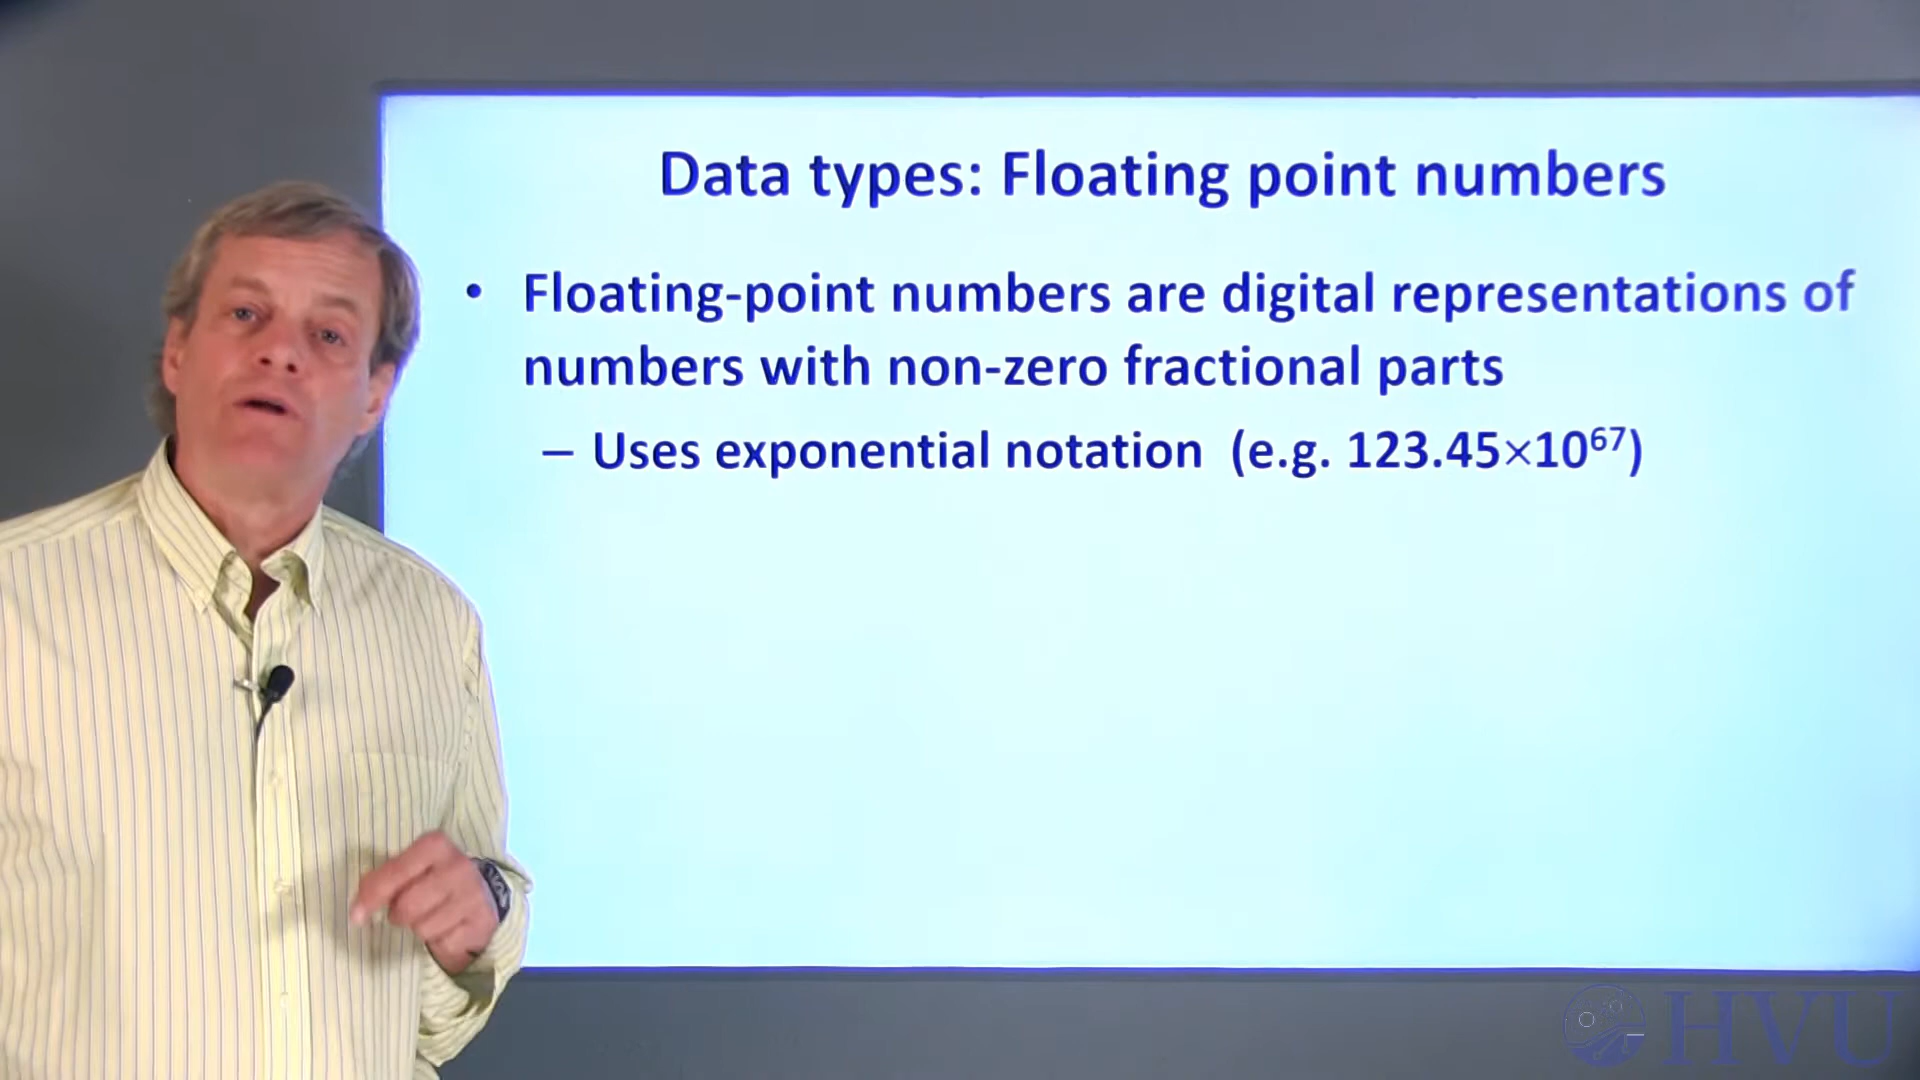 Data types: Floating point numbers
• Floating-point numbers are digital representations of
numbers with non-zero fractional parts
– Uses exponential notation (e.g. 123.45×10⁶⁷)
HVU